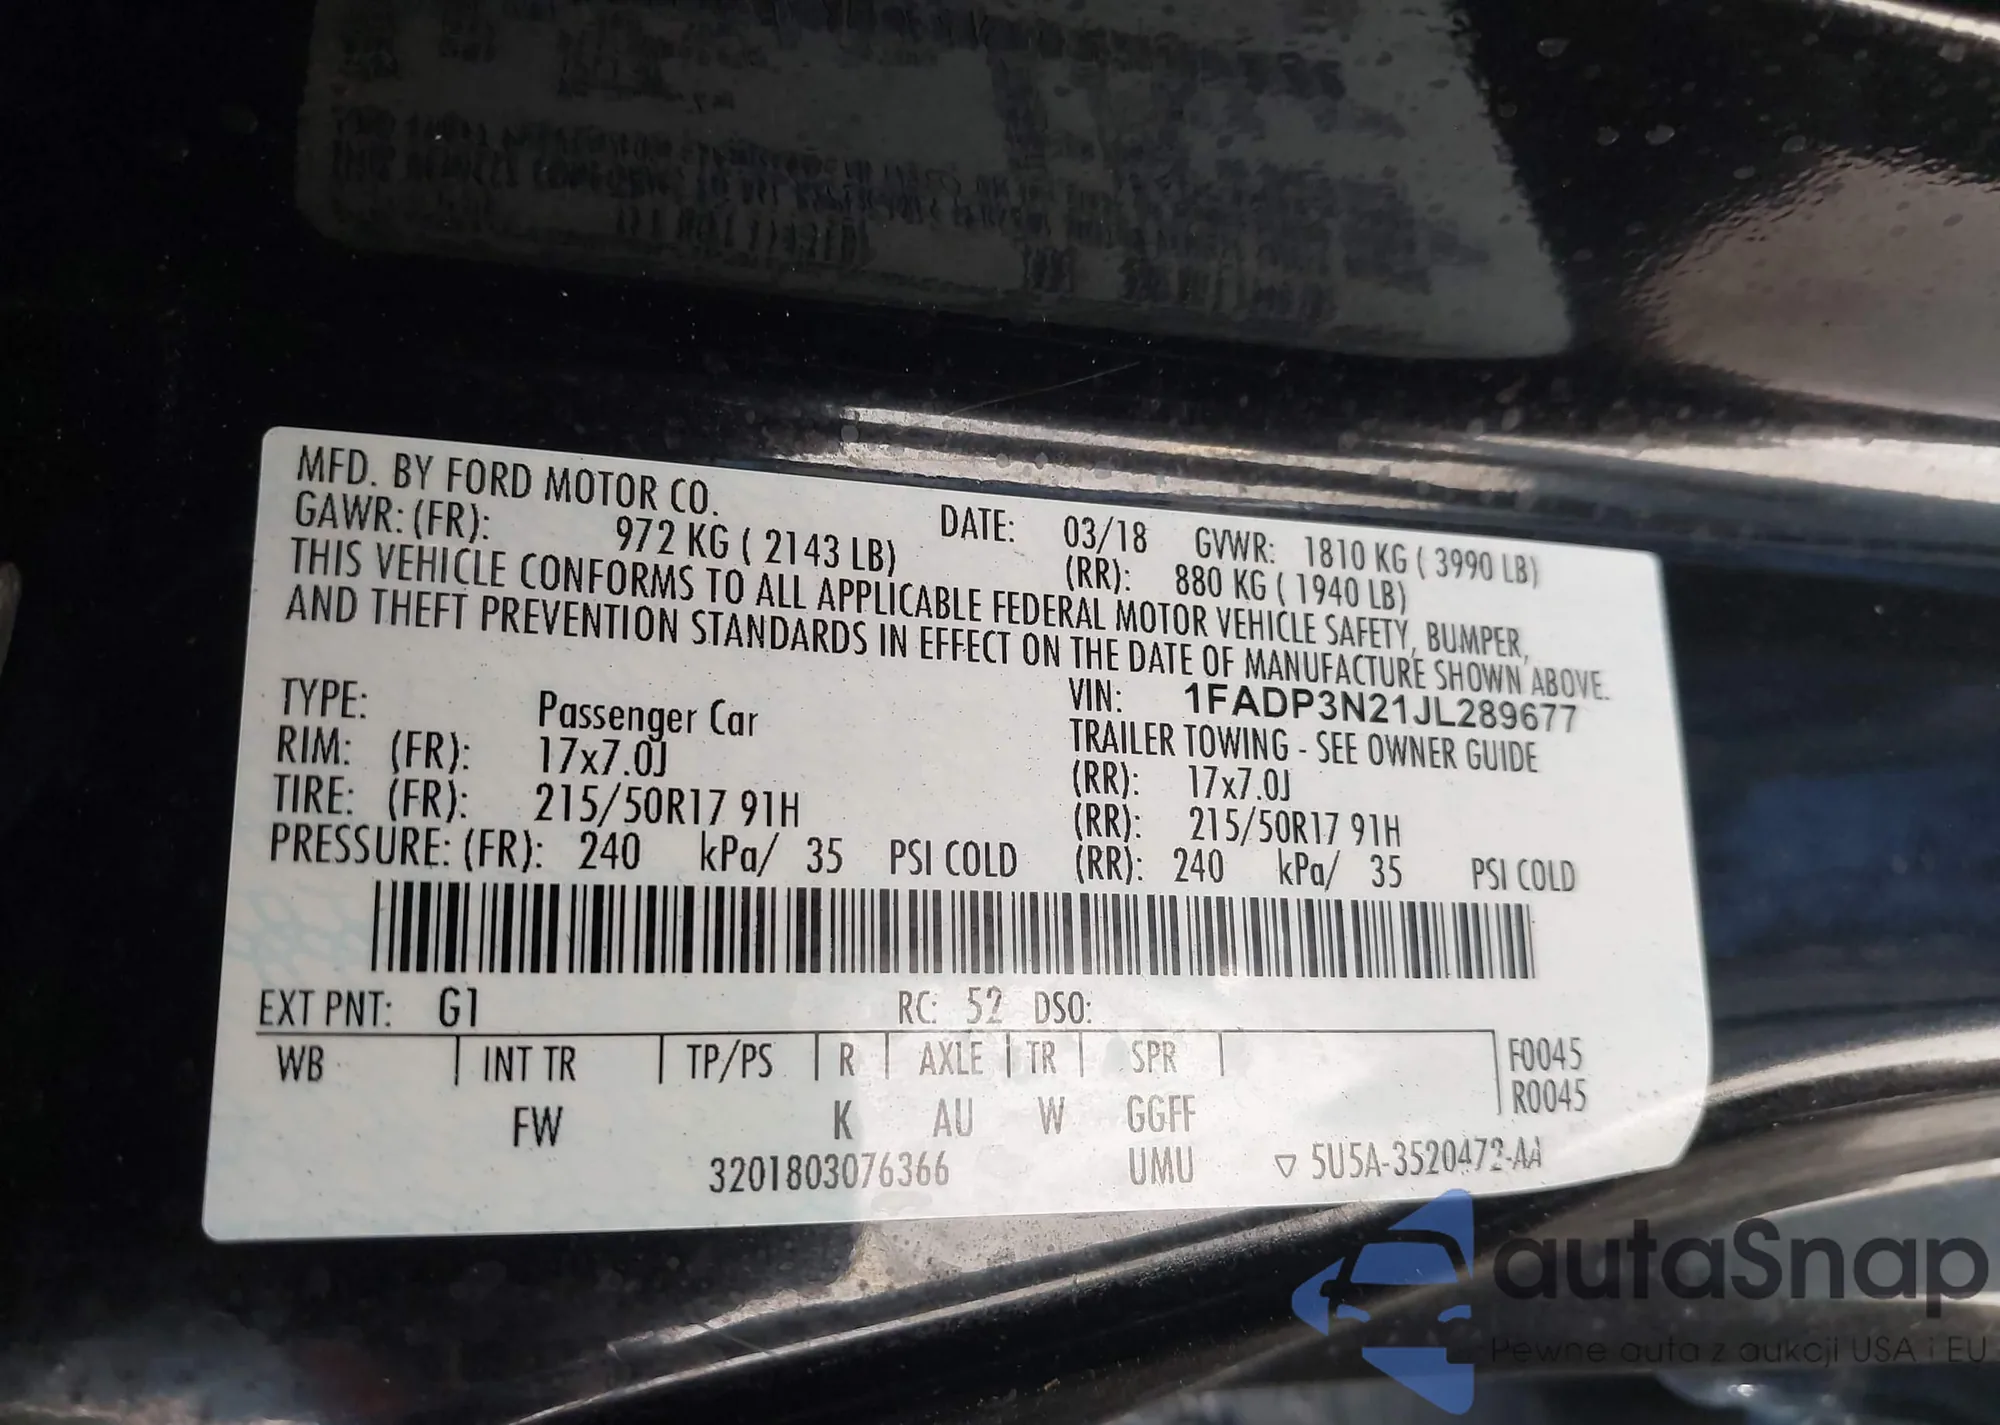 MFD. BY FORD MOTOR CO. DATE: 03/18 GVWR: 1810 KG ( 3990 LB)
GAWR: (FR): 972 KG ( 2143 LB) (RR): 880 KG ( 1940 LB)
THIS VEHICLE CONFORMS TO ALL APPLICABLE FEDERAL MOTOR VEHICLE SAFETY, BUMPER,
AND THEFT PREVENTION STANDARDS IN EFFECT ON THE DATE OF MANUFACTURE SHOWN ABOVE.
VIN: 1FADP3N21JL289677
TYPE: Passenger Car TRAILER TOWING - SEE OWNER GUIDE
RIM: (FR): 17x7.0J (RR): 17x7.0J
TIRE: (FR): 215/50R17 91H (RR): 215/50R17 91H
PRESSURE: (FR): 240 kPa/ 35 PSI COLD (RR): 240 kPa/ 35 PSI COLD
EXT PNT: G1 RC: 52 DSO:
WB INT TR TP/PS R AXLE TR SPR F0045
R0045
FW K AU W GGFF
3201803076366 UMU ▽ 5U5A-3520472-AA
autaSnap
Pewne auta z aukcji USA i EU